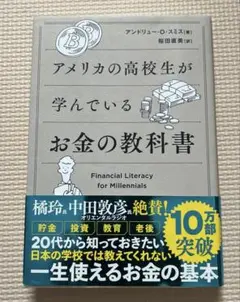 アンドリュー・O・スミス[著]
桜田直美[訳]
アメリカの高校生が
学んでいる
お金の教科書
Financial Literacy
for Millennials
橘玲氏 中田敦彦氏 絶賛!
オリエンタルラジオ
貯金 投資 教育 老後
10万部
突破
20代から知っておきたい
日本の学校では教えてくれない
一生使えるお金の基本